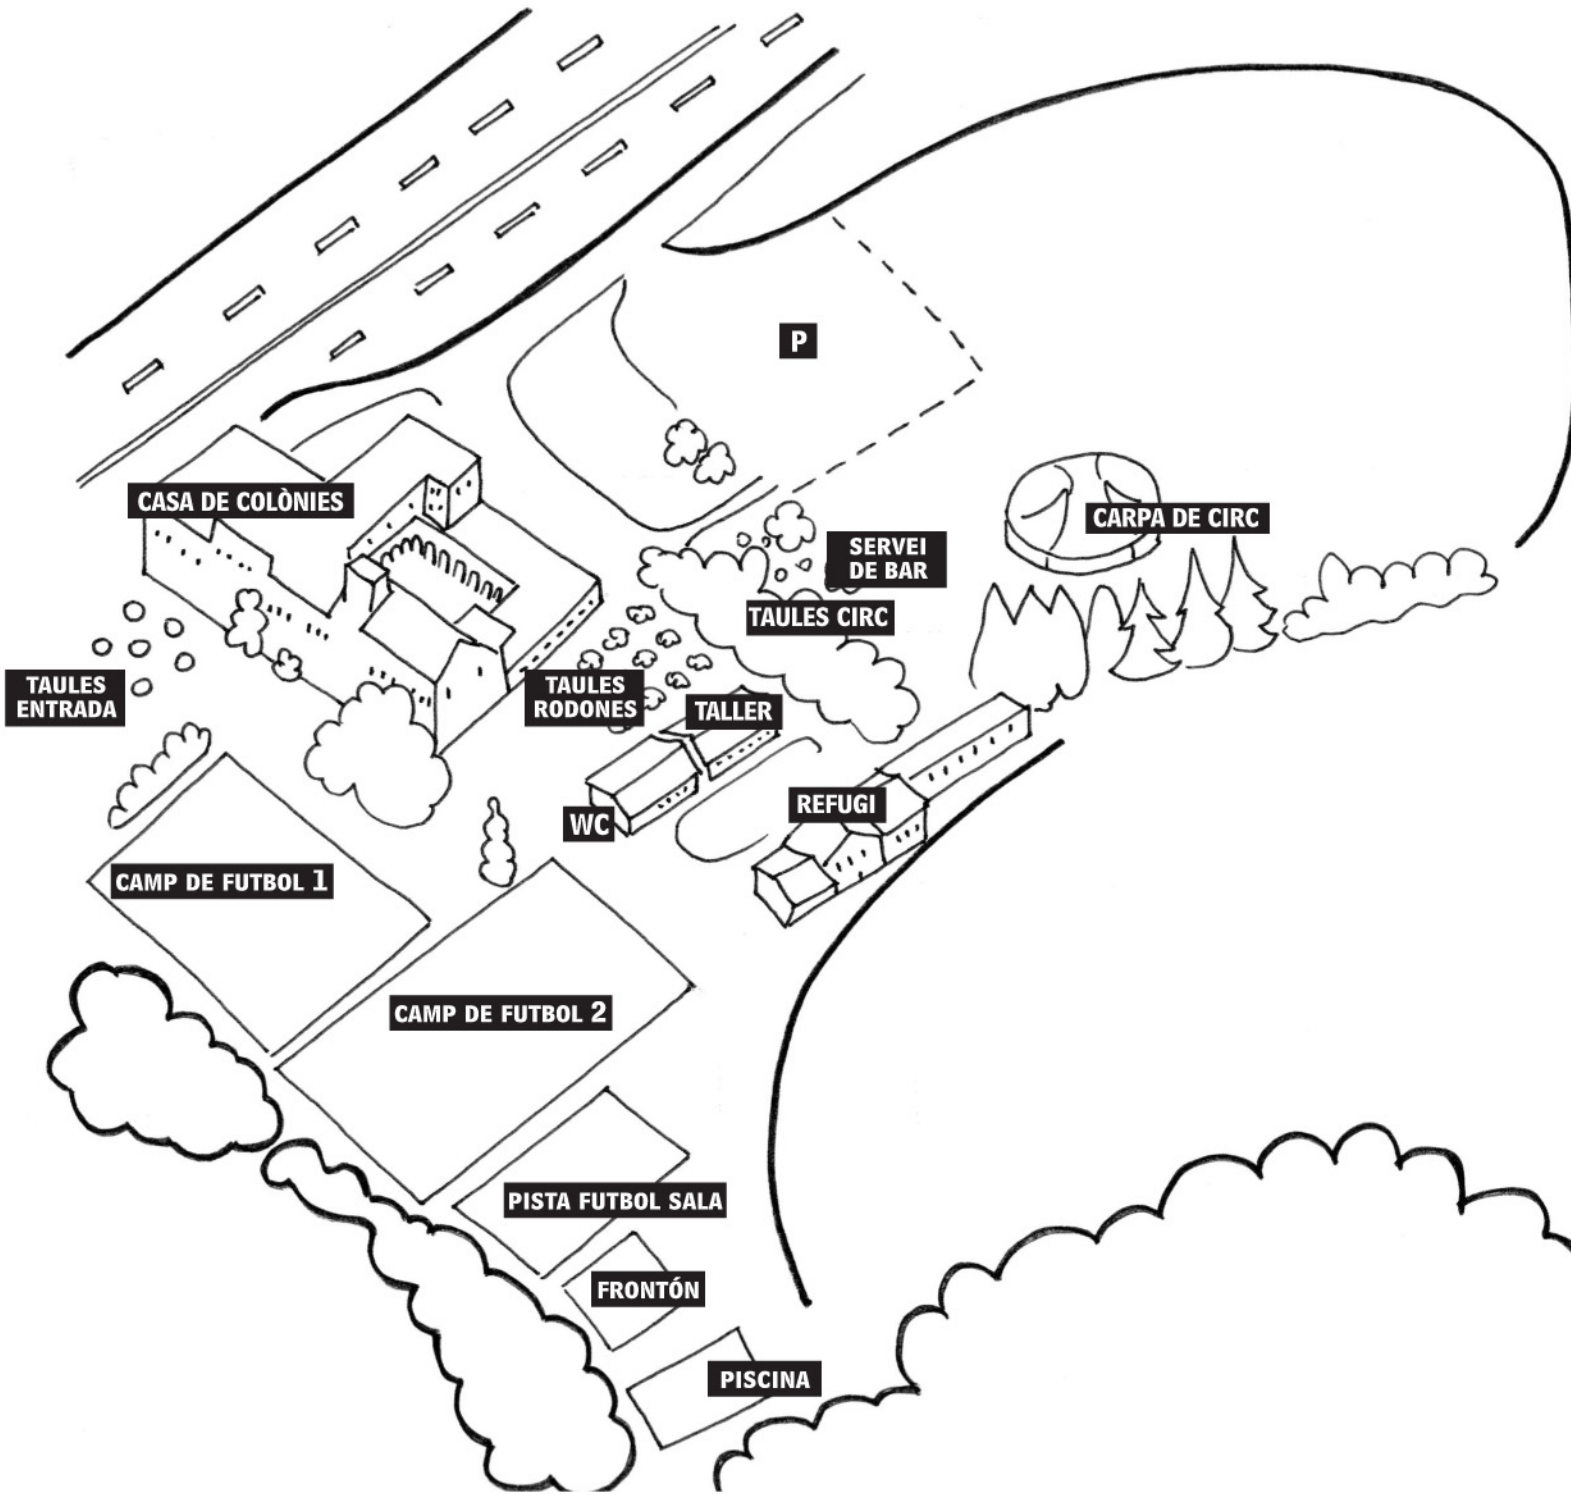 P
CASA DE COLÒNIES
CARPA DE CIRC
SERVEI
DE BAR
TAULES CIRC
TAULES
ENTRADA
TAULES
RODONES
TALLER
REFUGI
WC
CAMP DE FUTBOL 1
CAMP DE FUTBOL 2
PISTA FUTBOL SALA
FRONTÓN
PISCINA